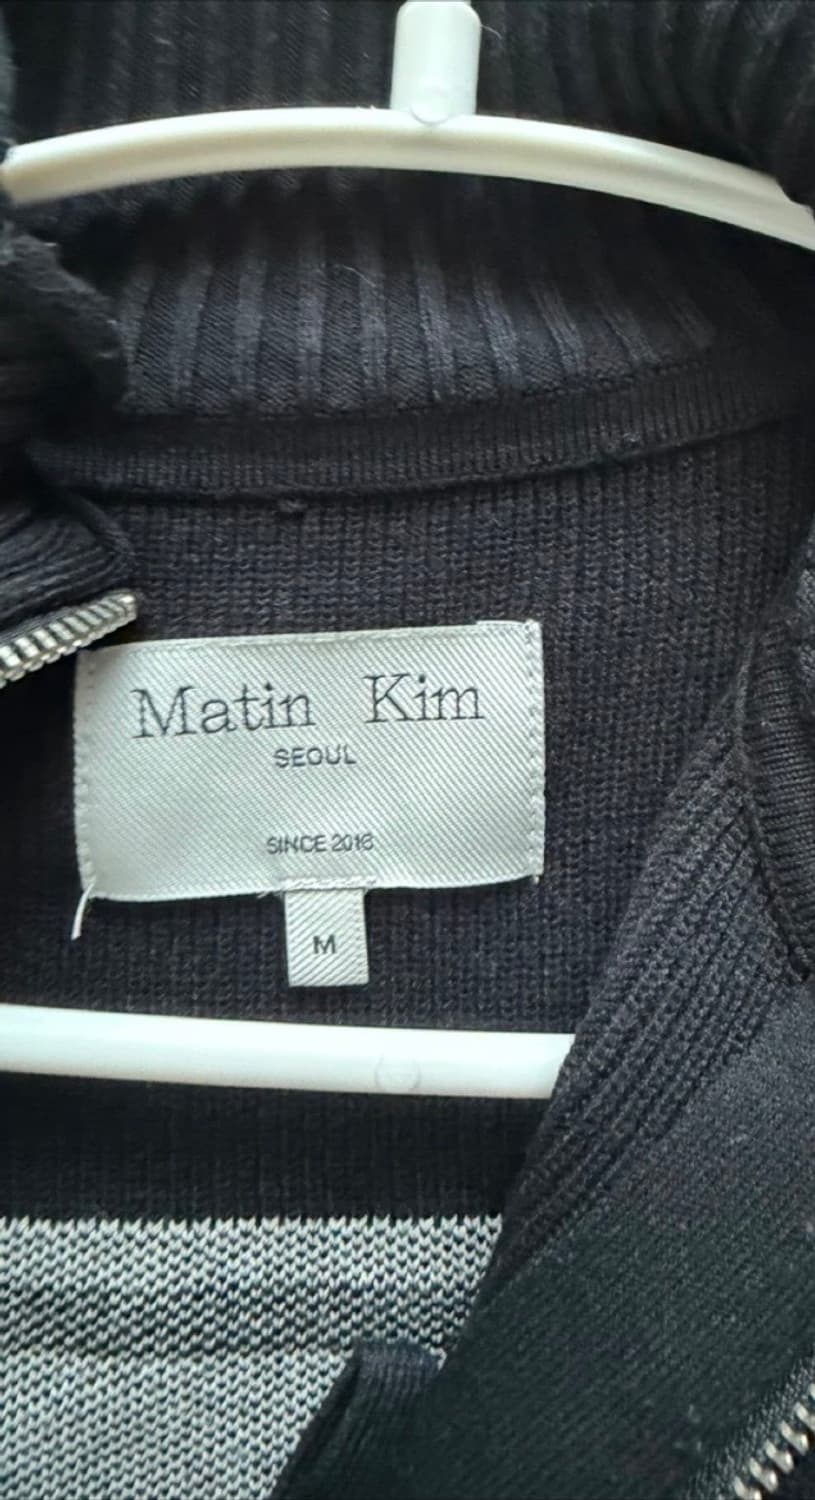 Matin Kim
SEOUL
SINCE 2016
M